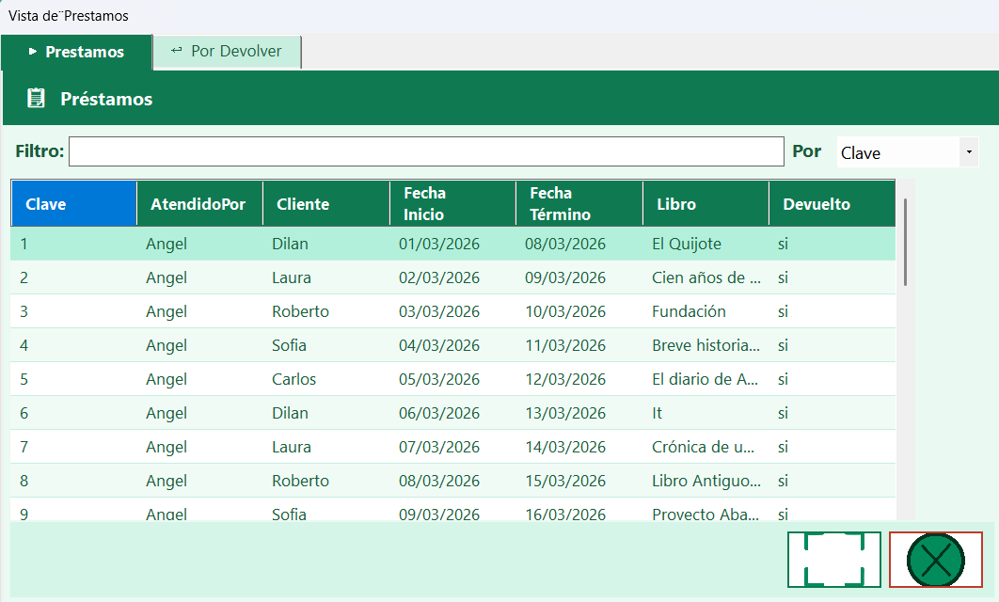 Vista de¨Prestamos
Prestamos Por Devolver
Préstamos
Filtro: Por Clave
Clave AtendidoPor Cliente Fecha Inicio Fecha Término Libro Devuelto
1 Angel Dilan 01/03/2026 08/03/2026 El Quijote si
2 Angel Laura 02/03/2026 09/03/2026 Cien años de ... si
3 Angel Roberto 03/03/2026 10/03/2026 Fundación si
4 Angel Sofia 04/03/2026 11/03/2026 Breve historia... si
5 Angel Carlos 05/03/2026 12/03/2026 El diario de A... si
6 Angel Dilan 06/03/2026 13/03/2026 It si
7 Angel Laura 07/03/2026 14/03/2026 Crónica de u... si
8 Angel Roberto 08/03/2026 15/03/2026 Libro Antiguo... si
9 Angel Sofia 09/03/2026 16/03/2026 Proyecto Aba... si